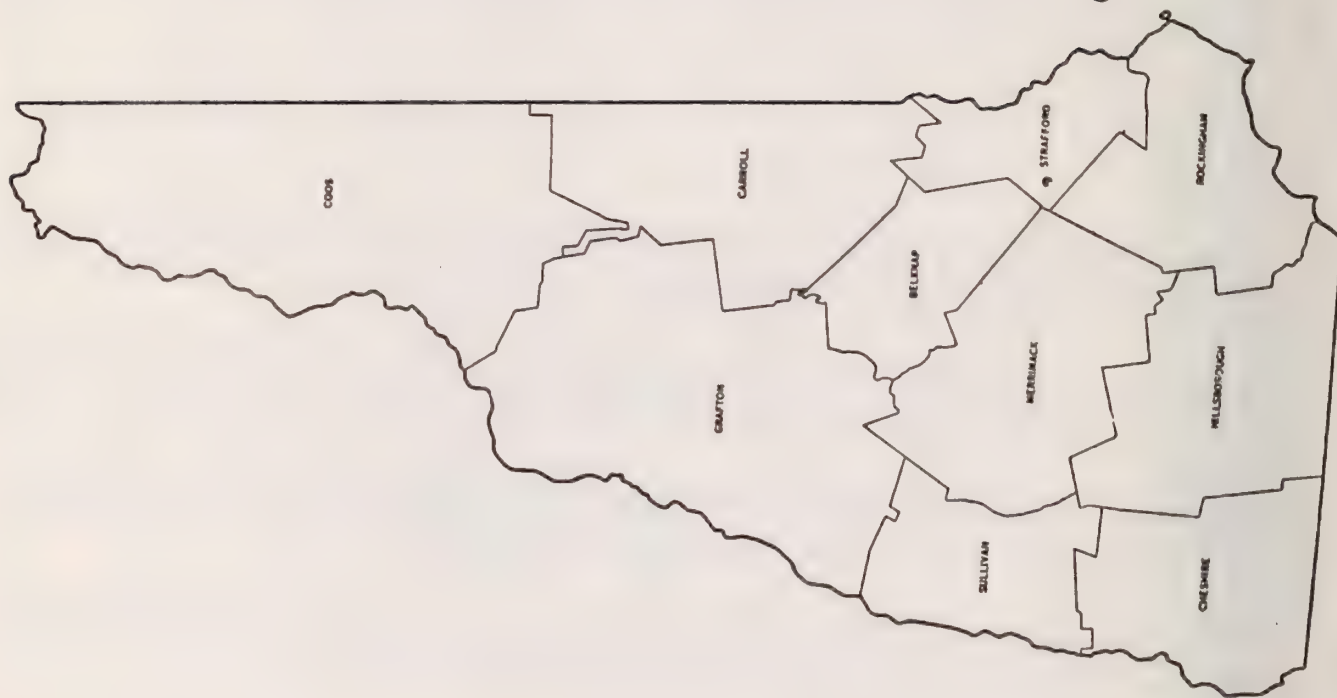 COOS
CARROLL
GRAFTON
BELKNAP
STRAFFORD
SULLIVAN
MERRIMACK
ROCKINGHAM
HILLSBOROUGH
CHESHIRE